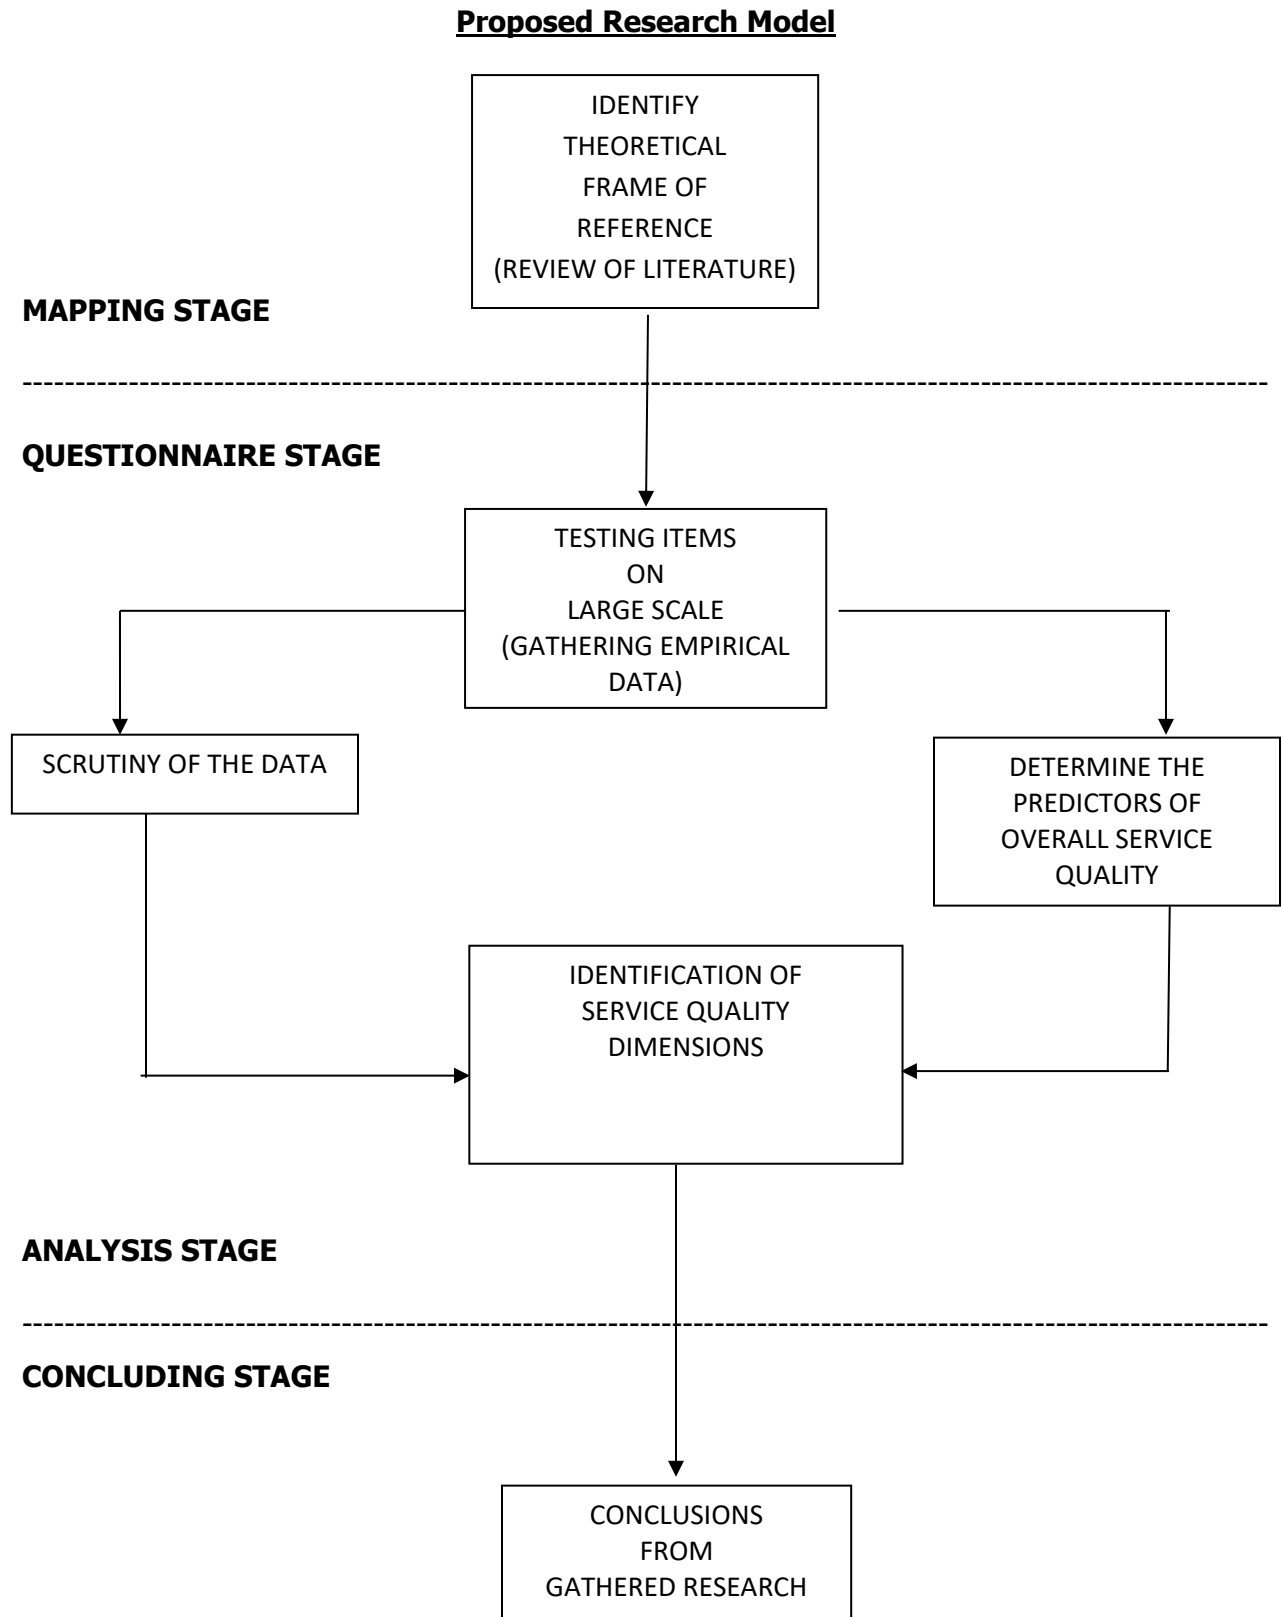 Proposed Research Model
IDENTIFY
THEORETICAL
FRAME OF
REFERENCE
(REVIEW OF LITERATURE)
MAPPING STAGE
QUESTIONNAIRE STAGE
TESTING ITEMS
ON
LARGE SCALE
(GATHERING EMPIRICAL
DATA)
SCRUTINY OF THE DATA
DETERMINE THE
PREDICTORS OF
OVERALL SERVICE
QUALITY
IDENTIFICATION OF
SERVICE QUALITY
DIMENSIONS
ANALYSIS STAGE
CONCLUDING STAGE
CONCLUSIONS
FROM
GATHERED RESEARCH